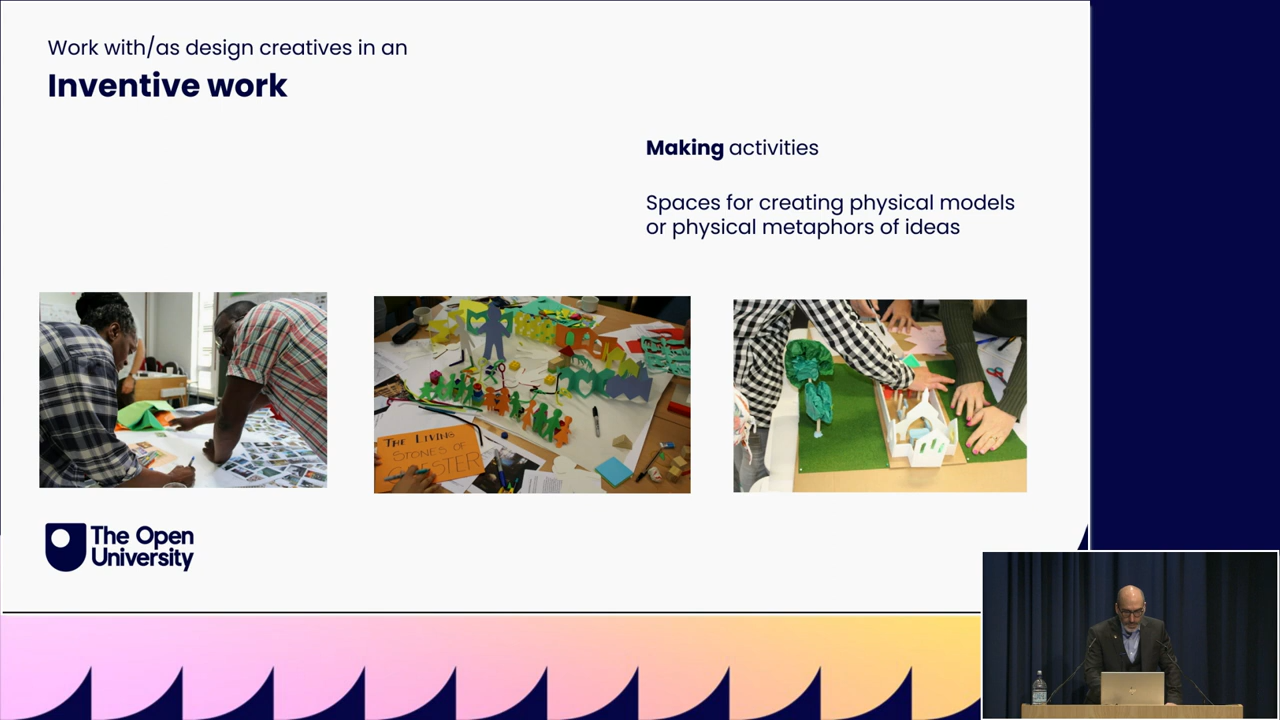 Work with/as design creatives in an
Inventive work
Making activities
Spaces for creating physical models
or physical metaphors of ideas
THE LIVING
STONES OF
The Open
University